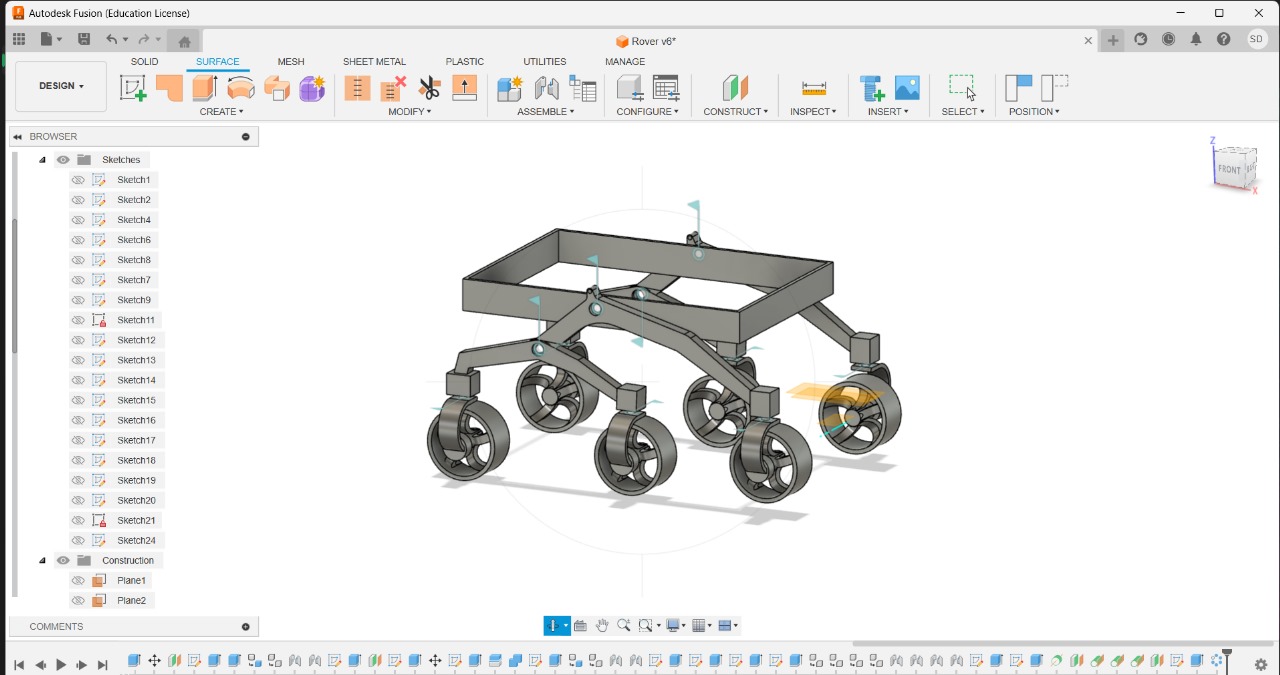 Autodesk Fusion (Education License)
Rover v6*
SD
SOLID SURFACE MESH SHEET METAL PLASTIC UTILITIES MANAGE
DESIGN
CREATE MODIFY ASSEMBLE CONFIGURE CONSTRUCT INSPECT INSERT SELECT POSITION
BROWSER
Sketches
Sketch1
Sketch2
Sketch4
Sketch6
Sketch8
Sketch7
Sketch9
Sketch11
Sketch12
Sketch13
Sketch14
Sketch15
Sketch16
Sketch17
Sketch18
Sketch19
Sketch20
Sketch21
Sketch24
Construction
Plane1
Plane2
COMMENTS
Z
FRONT
X